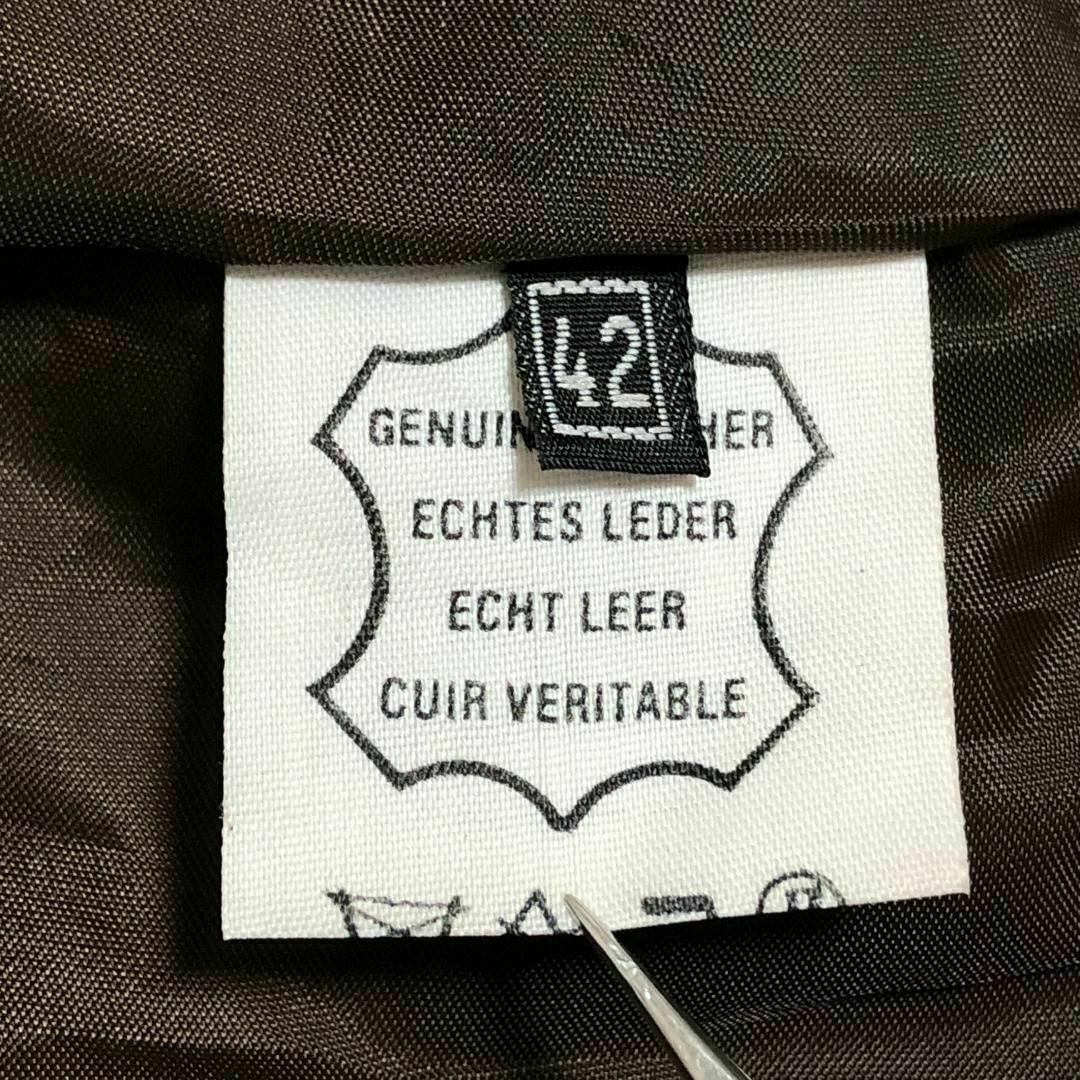 42
GENUIN HER
ECHTES LEDER
ECHT LEER
CUIR VERITABLE